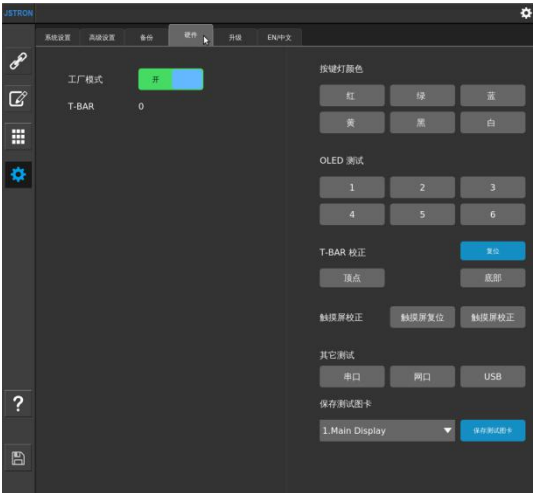 JSTRON
系统设置 高级设置 备份 硬件 升级 EN/中文
工厂模式 开
T-BAR 0
按键灯颜色
红 绿 蓝
黄 黑 白
OLED 测试
1 2 3
4 5 6
T-BAR 校正 复位
顶点 底部
触摸屏校正 触摸屏复位 触摸屏校正
其它测试
串口 网口 USB
保存测试图卡
1.Main Display 保存测试图卡
?